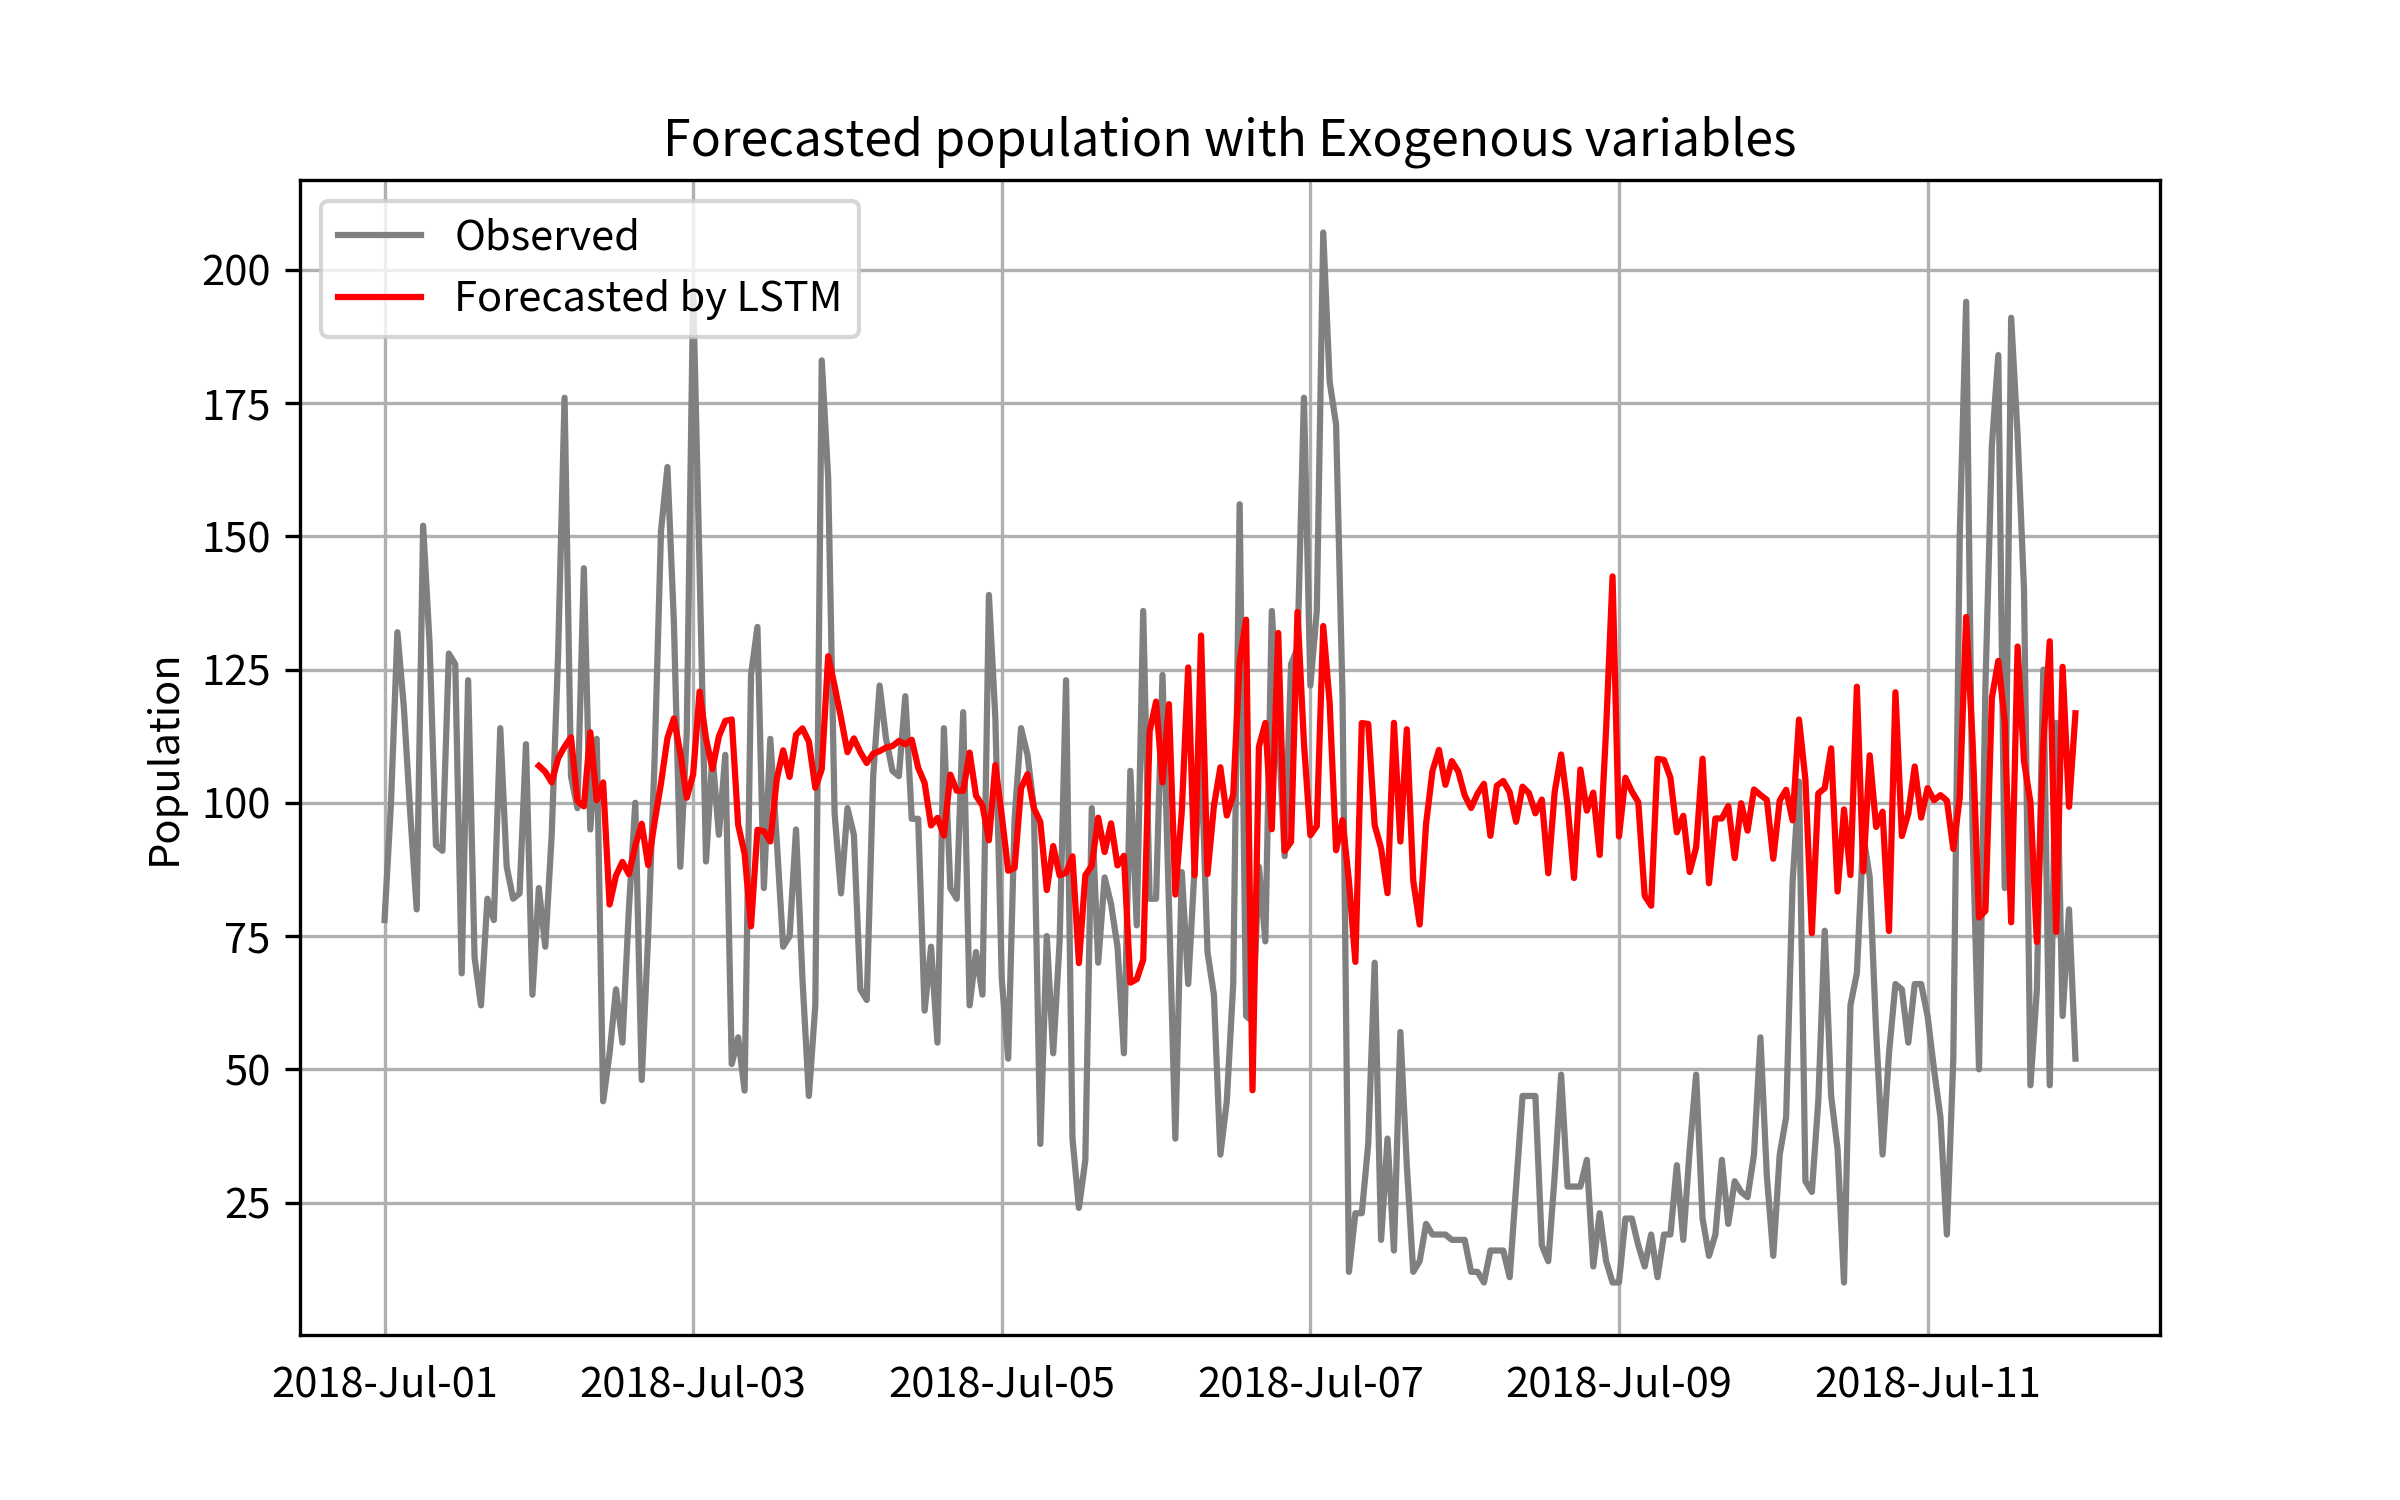 Forecasted population with Exogenous variables
Observed
Forecasted by LSTM
Population
200
175
150
125
100
75
50
25
2018-Jul-01
2018-Jul-03
2018-Jul-05
2018-Jul-07
2018-Jul-09
2018-Jul-11